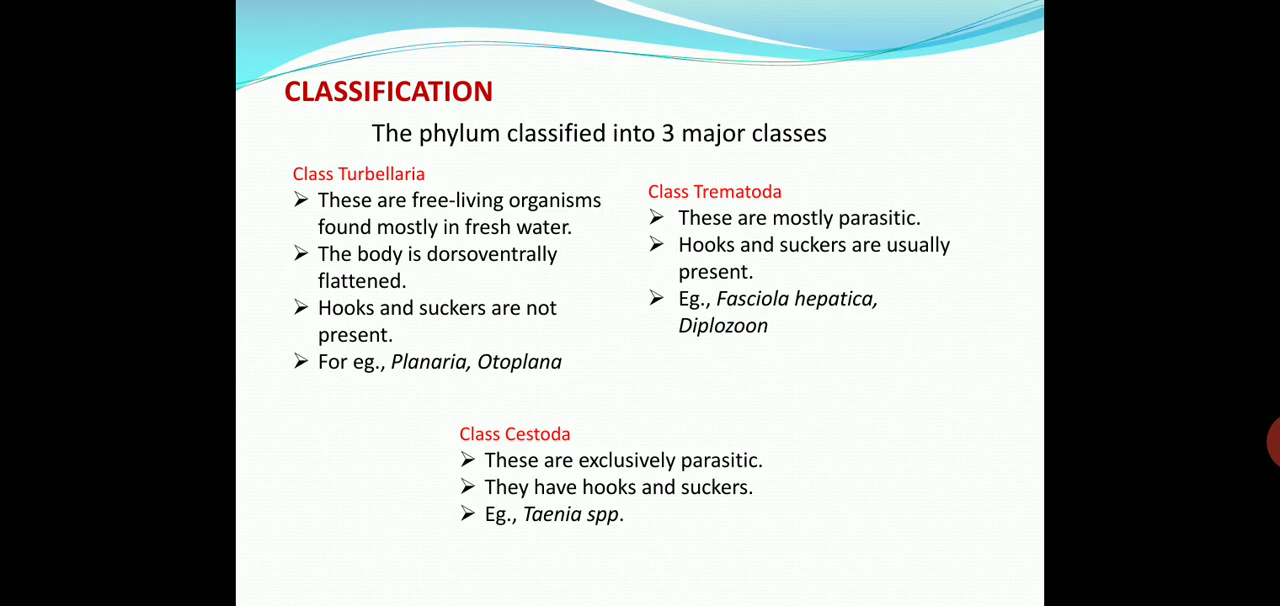 CLASSIFICATION
The phylum classified into 3 major classes
Class Turbellaria
➢ These are free-living organisms
found mostly in fresh water.
➢ The body is dorsoventrally
flattened.
➢ Hooks and suckers are not
present.
➢ For eg., Planaria, Otoplana
Class Trematoda
➢ These are mostly parasitic.
➢ Hooks and suckers are usually
present.
➢ Eg., Fasciola hepatica,
Diplozoon
Class Cestoda
➢ These are exclusively parasitic.
➢ They have hooks and suckers.
➢ Eg., Taenia spp.